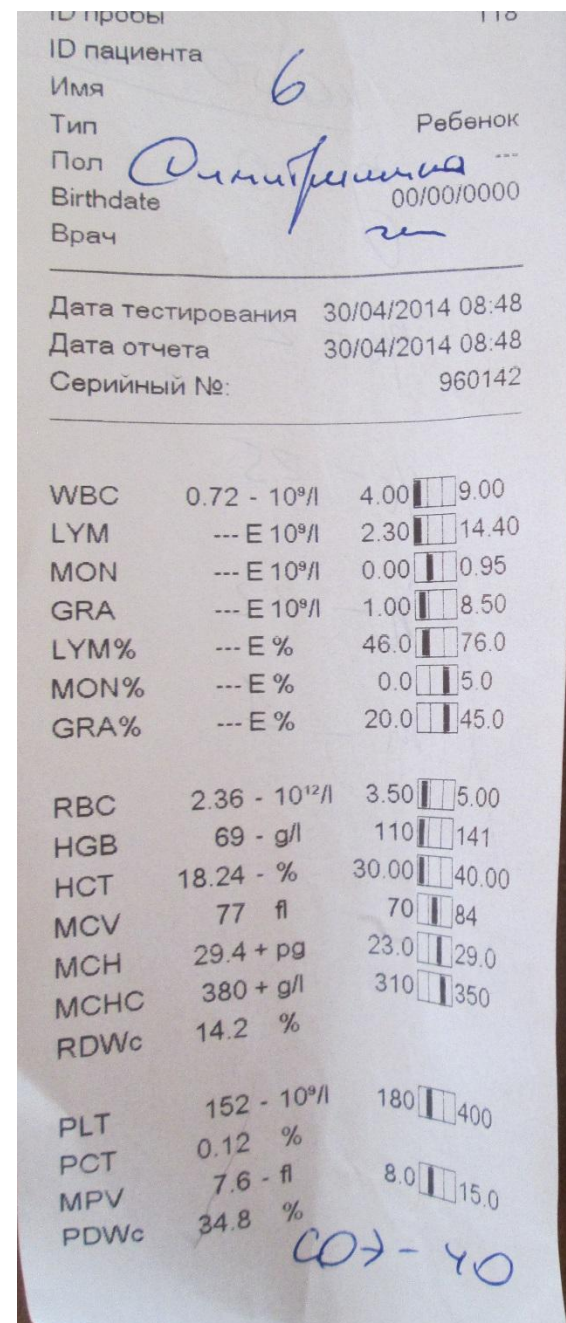 ID пробы 118
ID пациента
6
Имя
Тип Ребенок
Пол ---
Birthdate 00/00/0000
Врач
Дата тестирования 30/04/2014 08:48
Дата отчета 30/04/2014 08:48
Серийный №: 960142
WBC 0.72 - 10⁹/l 4.00 9.00
LYM --- E 10⁹/l 2.30 14.40
MON --- E 10⁹/l 0.00 0.95
GRA --- E 10⁹/l 1.00 8.50
LYM% --- E % 46.0 76.0
MON% --- E % 0.0 5.0
GRA% --- E % 20.0 45.0
RBC 2.36 - 10¹²/l 3.50 5.00
HGB 69 - g/l 110 141
HCT 18.24 - % 30.00 40.00
MCV 77 fl 70 84
MCH 29.4 + pg 23.0 29.0
MCHC 380 + g/l 310 350
RDWc 14.2 %
PLT 152 - 10⁹/l 180 400
PCT 0.12 %
MPV 7.6 - fl 8.0 15.0
PDWc 34.8 %
СОЭ - 40